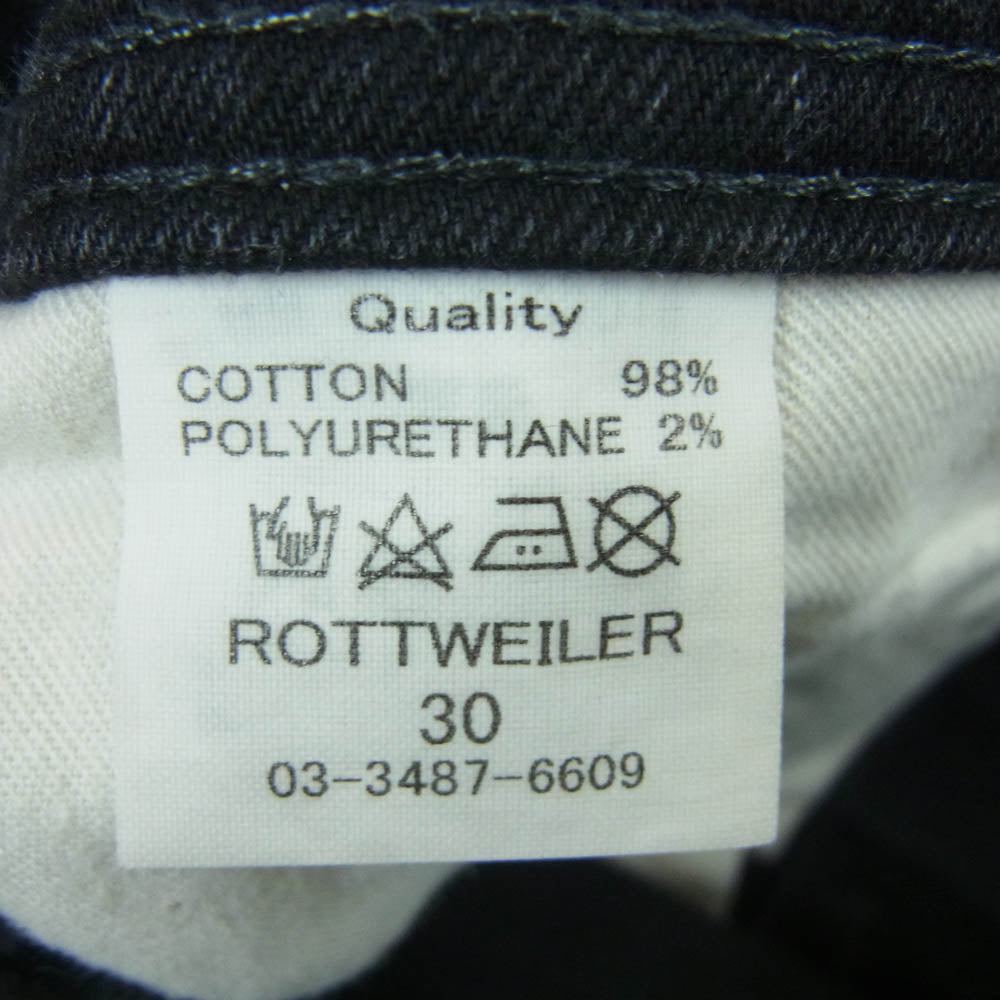 Quality
COTTON 98%
POLYURETHANE 2%
ROTTWEILER
30
03-3487-6609